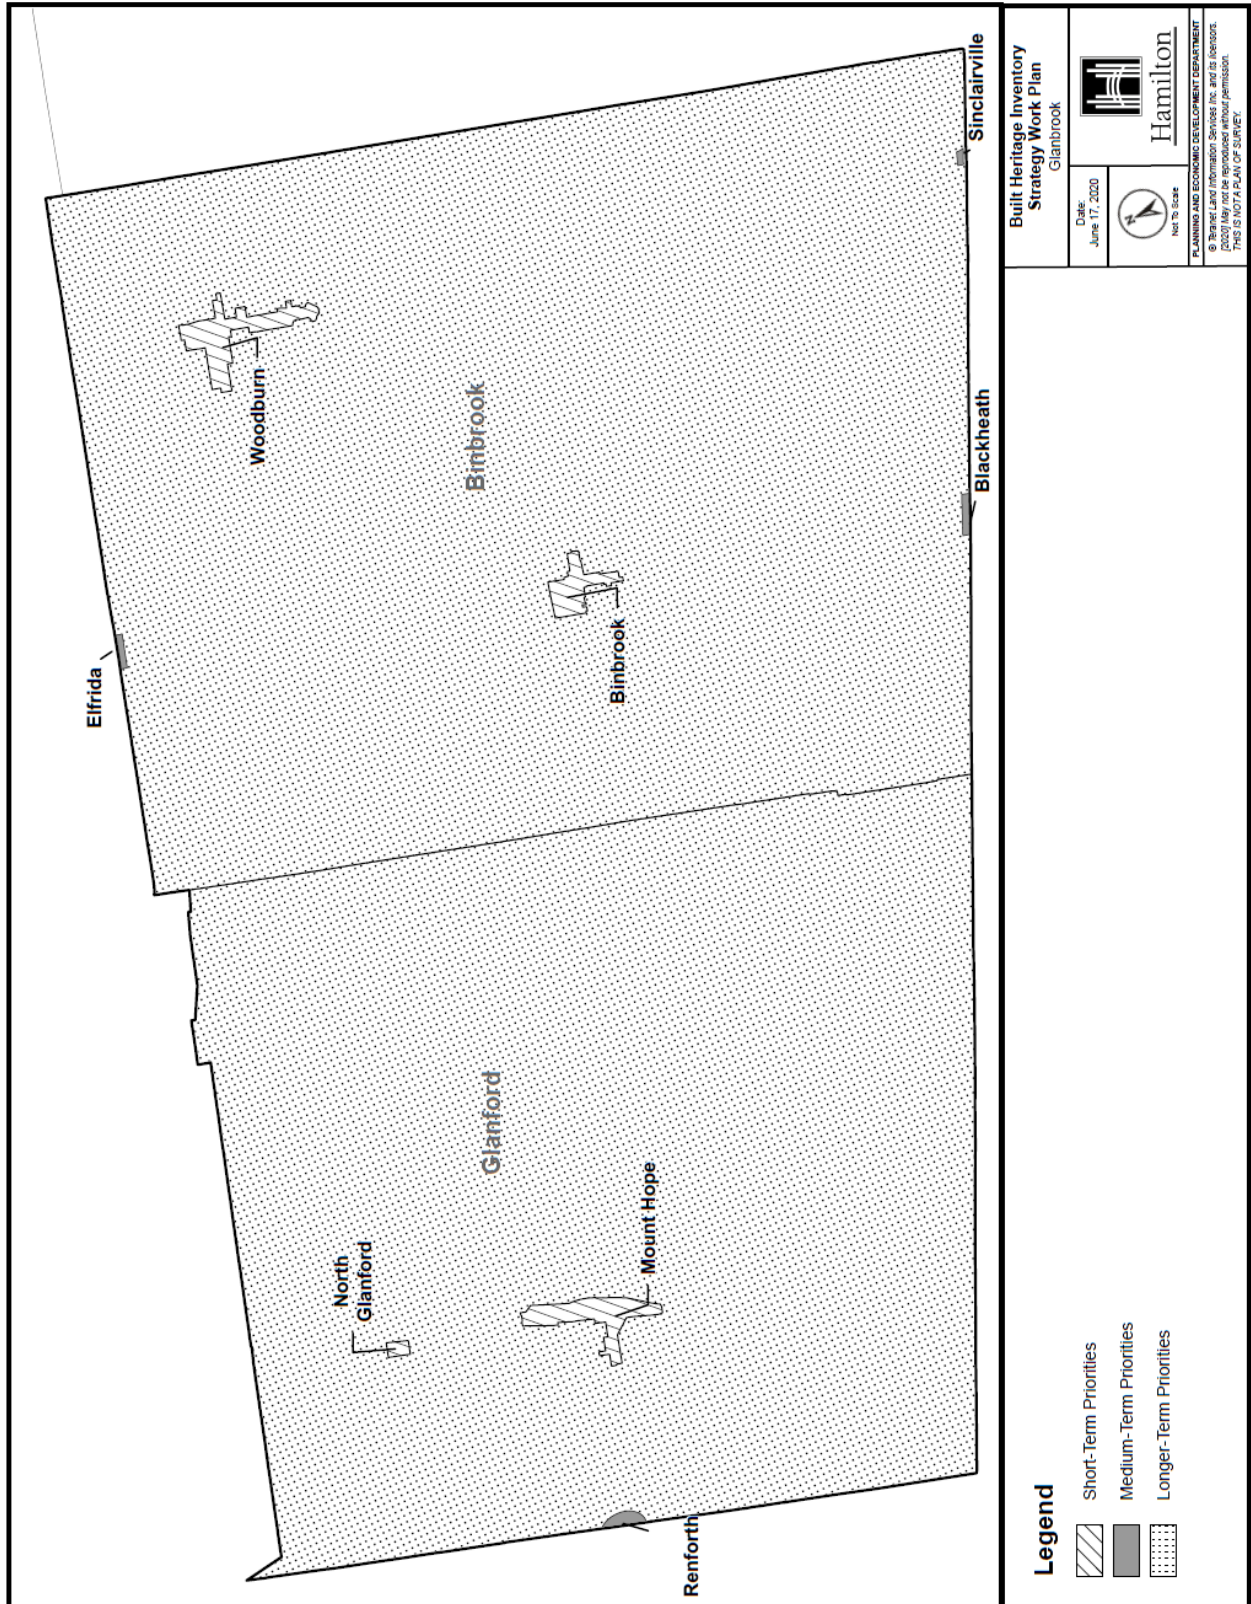 Elfrida
Woodburn
Binbrook
Binbrook
Sinclairville
Blackheath
North
Glanford
Glanford
Mount Hope
Renforth
Legend
Short-Term Priorities
Medium-Term Priorities
Longer-Term Priorities
Built Heritage Inventory
Strategy Work Plan
Glanbrook
Date:
June 17, 2020
N
Not To Scale
Hamilton
PLANNING AND ECONOMIC DEVELOPMENT DEPARTMENT
© Teranet Land Information Services Inc. and its licensors.
[2020] May not be reproduced without permission.
THIS IS NOT A PLAN OF SURVEY.